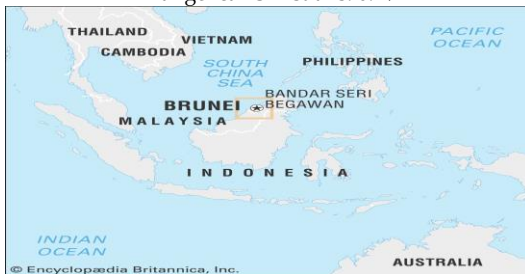 THAILAND
VIETNAM
CAMBODIA
PACIFIC
OCEAN
SOUTH
CHINA
SEA
PHILIPPINES
BANDAR SERI
BEGAWAN
BRUNEI
MALAYSIA
INDONESIA
INDIAN
OCEAN
AUSTRALIA
© Encyclopædia Britannica, Inc.